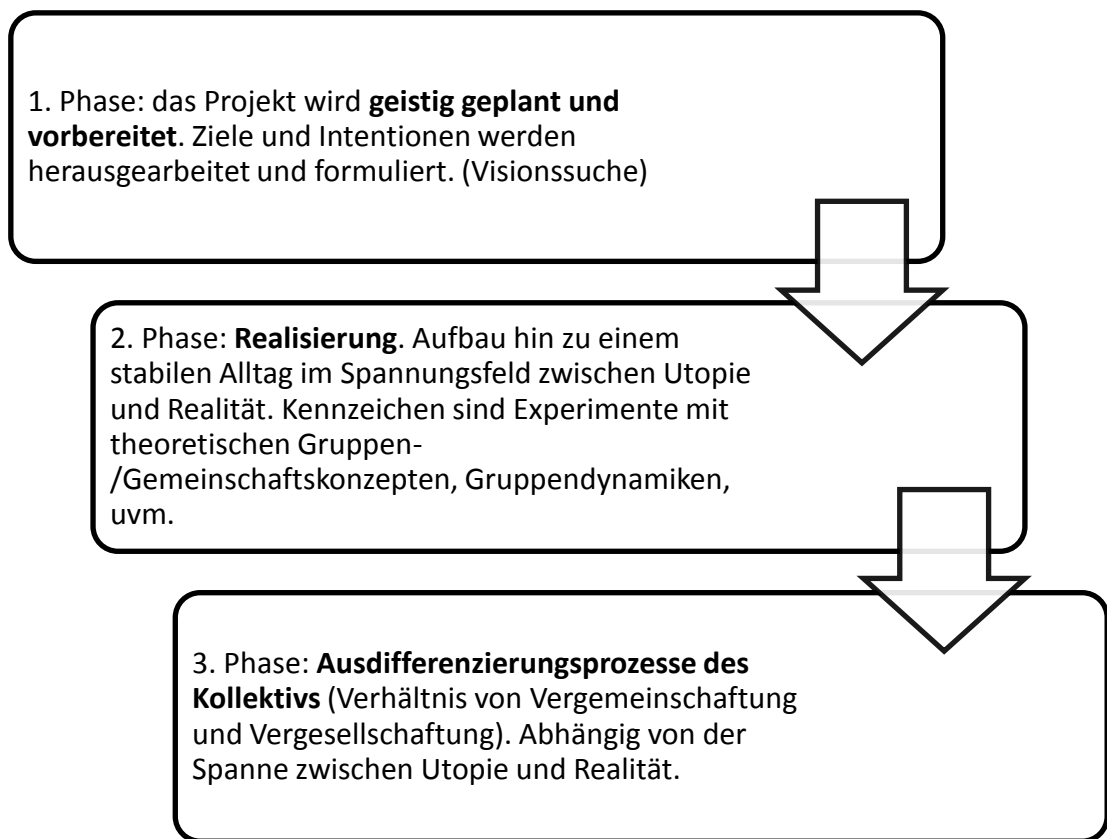 1. Phase: das Projekt wird geistig geplant und
vorbereitet. Ziele und Intentionen werden
herausgearbeitet und formuliert. (Visionssuche)
2. Phase: Realisierung. Aufbau hin zu einem
stabilen Alltag im Spannungsfeld zwischen Utopie
und Realität. Kennzeichen sind Experimente mit
theoretischen Gruppen-
/Gemeinschaftskonzepten, Gruppendynamiken,
uvm.
3. Phase: Ausdifferenzierungsprozesse des
Kollektivs (Verhältnis von Vergemeinschaftung
und Vergesellschaftung). Abhängig von der
Spanne zwischen Utopie und Realität.